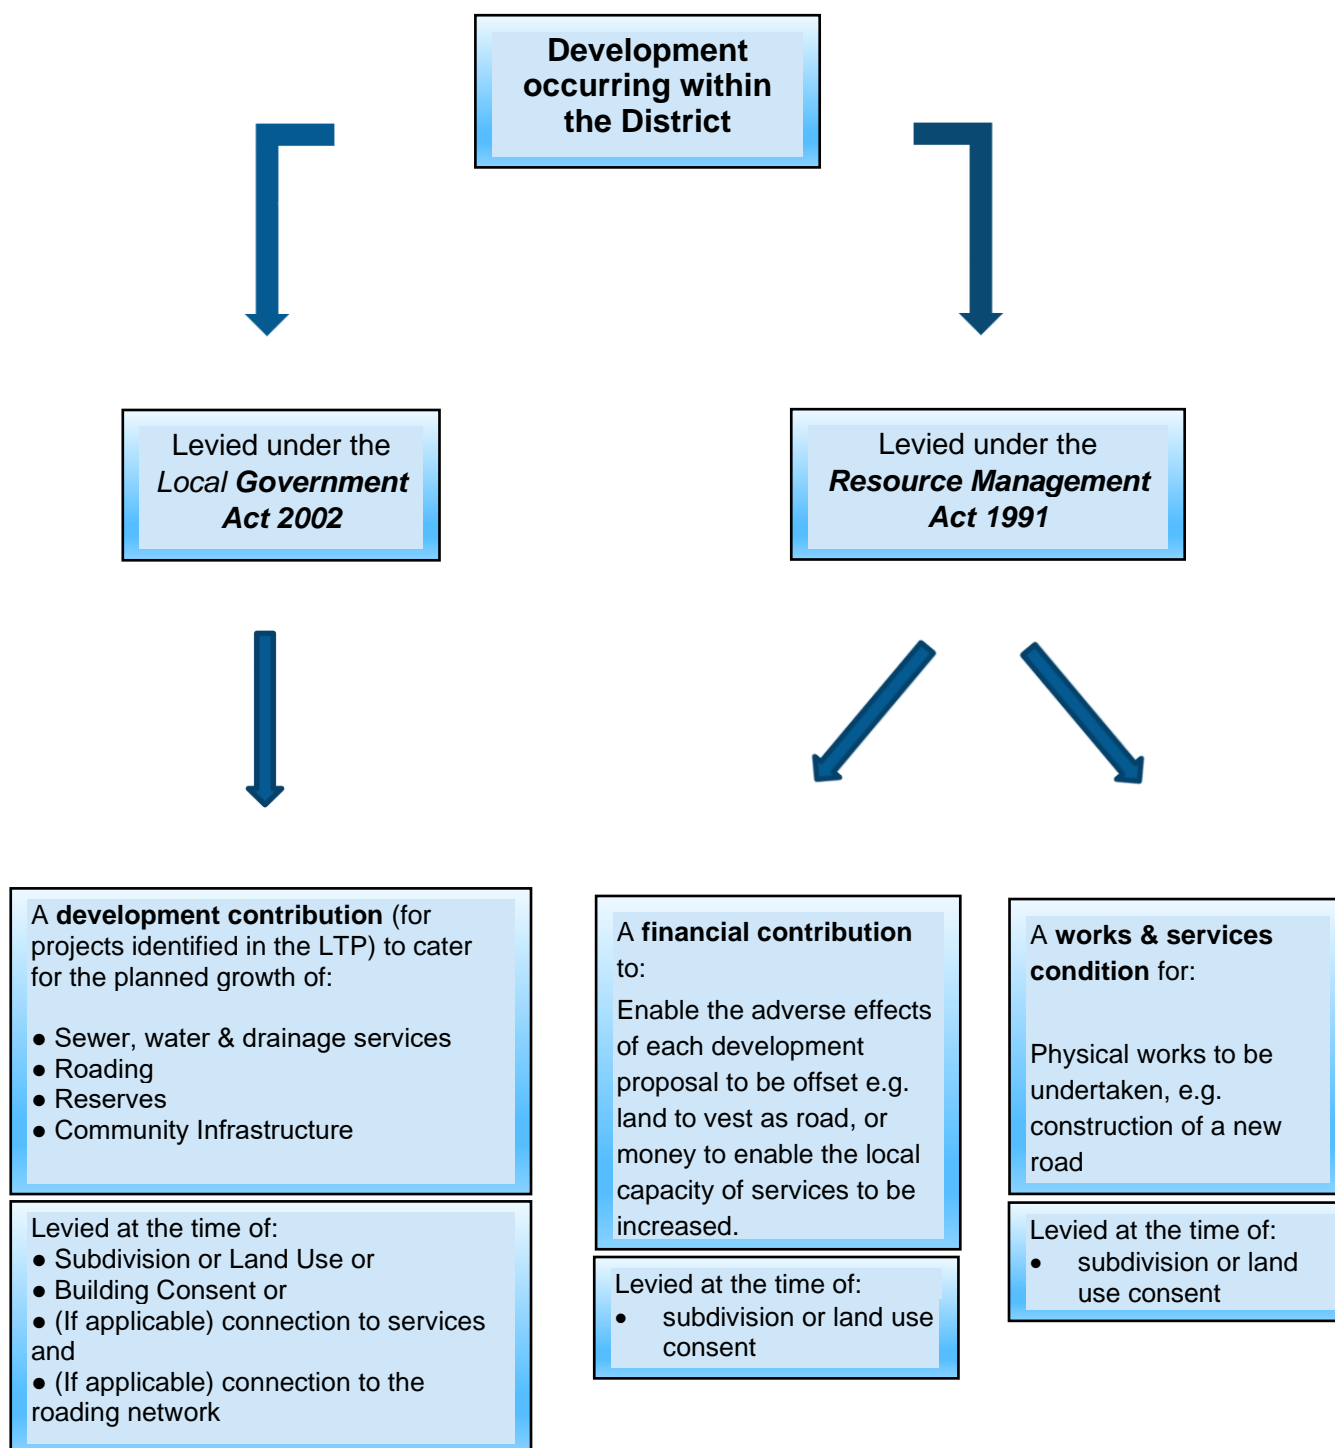 Development
occurring within
the District
Levied under the
Local Government
Act 2002
Levied under the
Resource Management
Act 1991
A development contribution (for
projects identified in the LTP) to cater
for the planned growth of:
● Sewer, water & drainage services
● Roading
● Reserves
● Community Infrastructure
Levied at the time of:
● Subdivision or Land Use or
● Building Consent or
● (If applicable) connection to services
and
● (If applicable) connection to the
roading network
A financial contribution
to:
Enable the adverse effects
of each development
proposal to be offset e.g.
land to vest as road, or
money to enable the local
capacity of services to be
increased.
Levied at the time of:
• subdivision or land use
consent
A works & services
condition for:
Physical works to be
undertaken, e.g.
construction of a new
road
Levied at the time of:
• subdivision or land
use consent